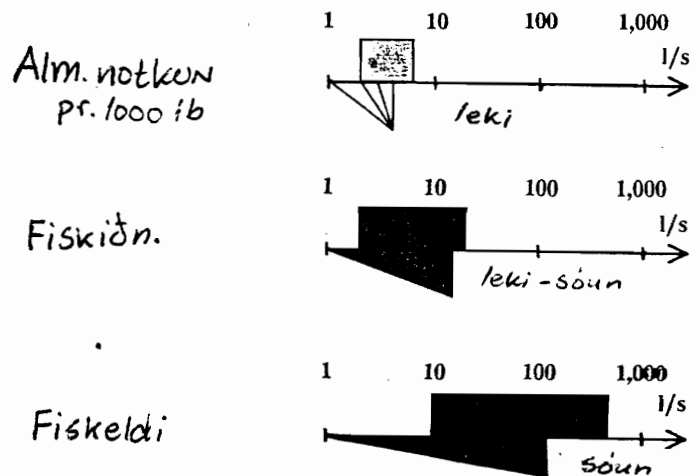 1 10 100 1,000
l/s
Alm. notkun
pr. 1000 íb
leki
1 10 100 1,000
l/s
Fiskiðn.
leki - sóun
1 10 100 1,000
l/s
Fiskeldi
sóun